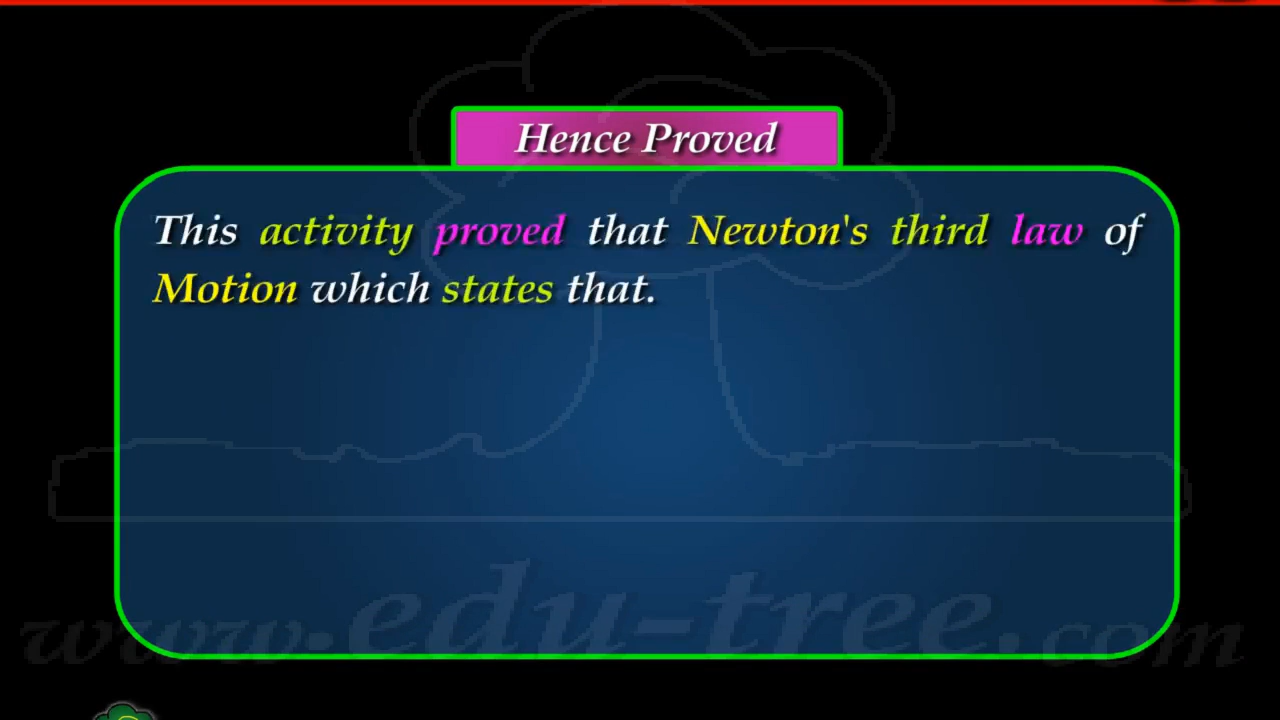 Hence Proved
This activity proved that Newton's third law of
Motion which states that.
www.edu-tree.com